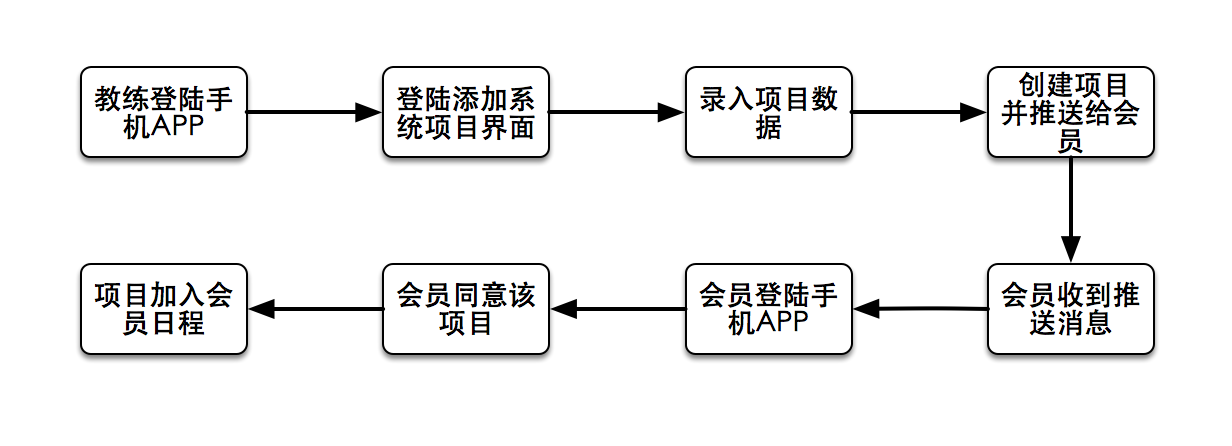 教练登陆手
机APP
登陆添加系
统项目界面
录入项目数
据
创建项目
并推送给会
员
会员收到推
送消息
会员登陆手
机APP
会员同意该
项目
项目加入会
员日程